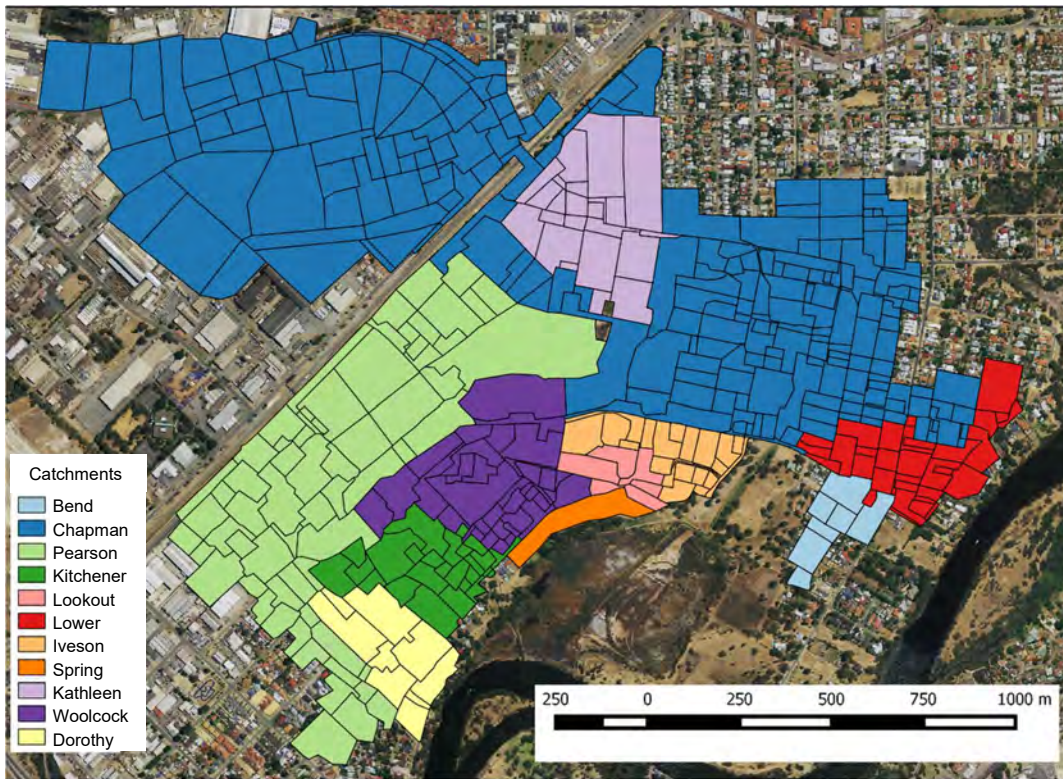 Catchments
Bend
Chapman
Pearson
Kitchener
Lookout
Lower
Iveson
Spring
Kathleen
Woolcock
Dorothy
250 0 250 500 750 1000 m